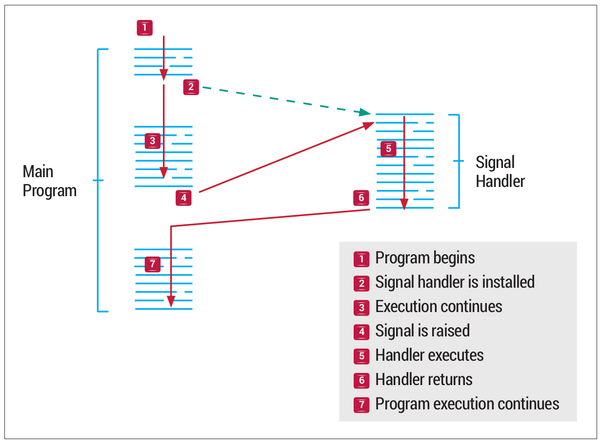 1
2
3
4
5
6
7
Main
Program
Signal
Handler
1 Program begins
2 Signal handler is installed
3 Execution continues
4 Signal is raised
5 Handler executes
6 Handler returns
7 Program execution continues